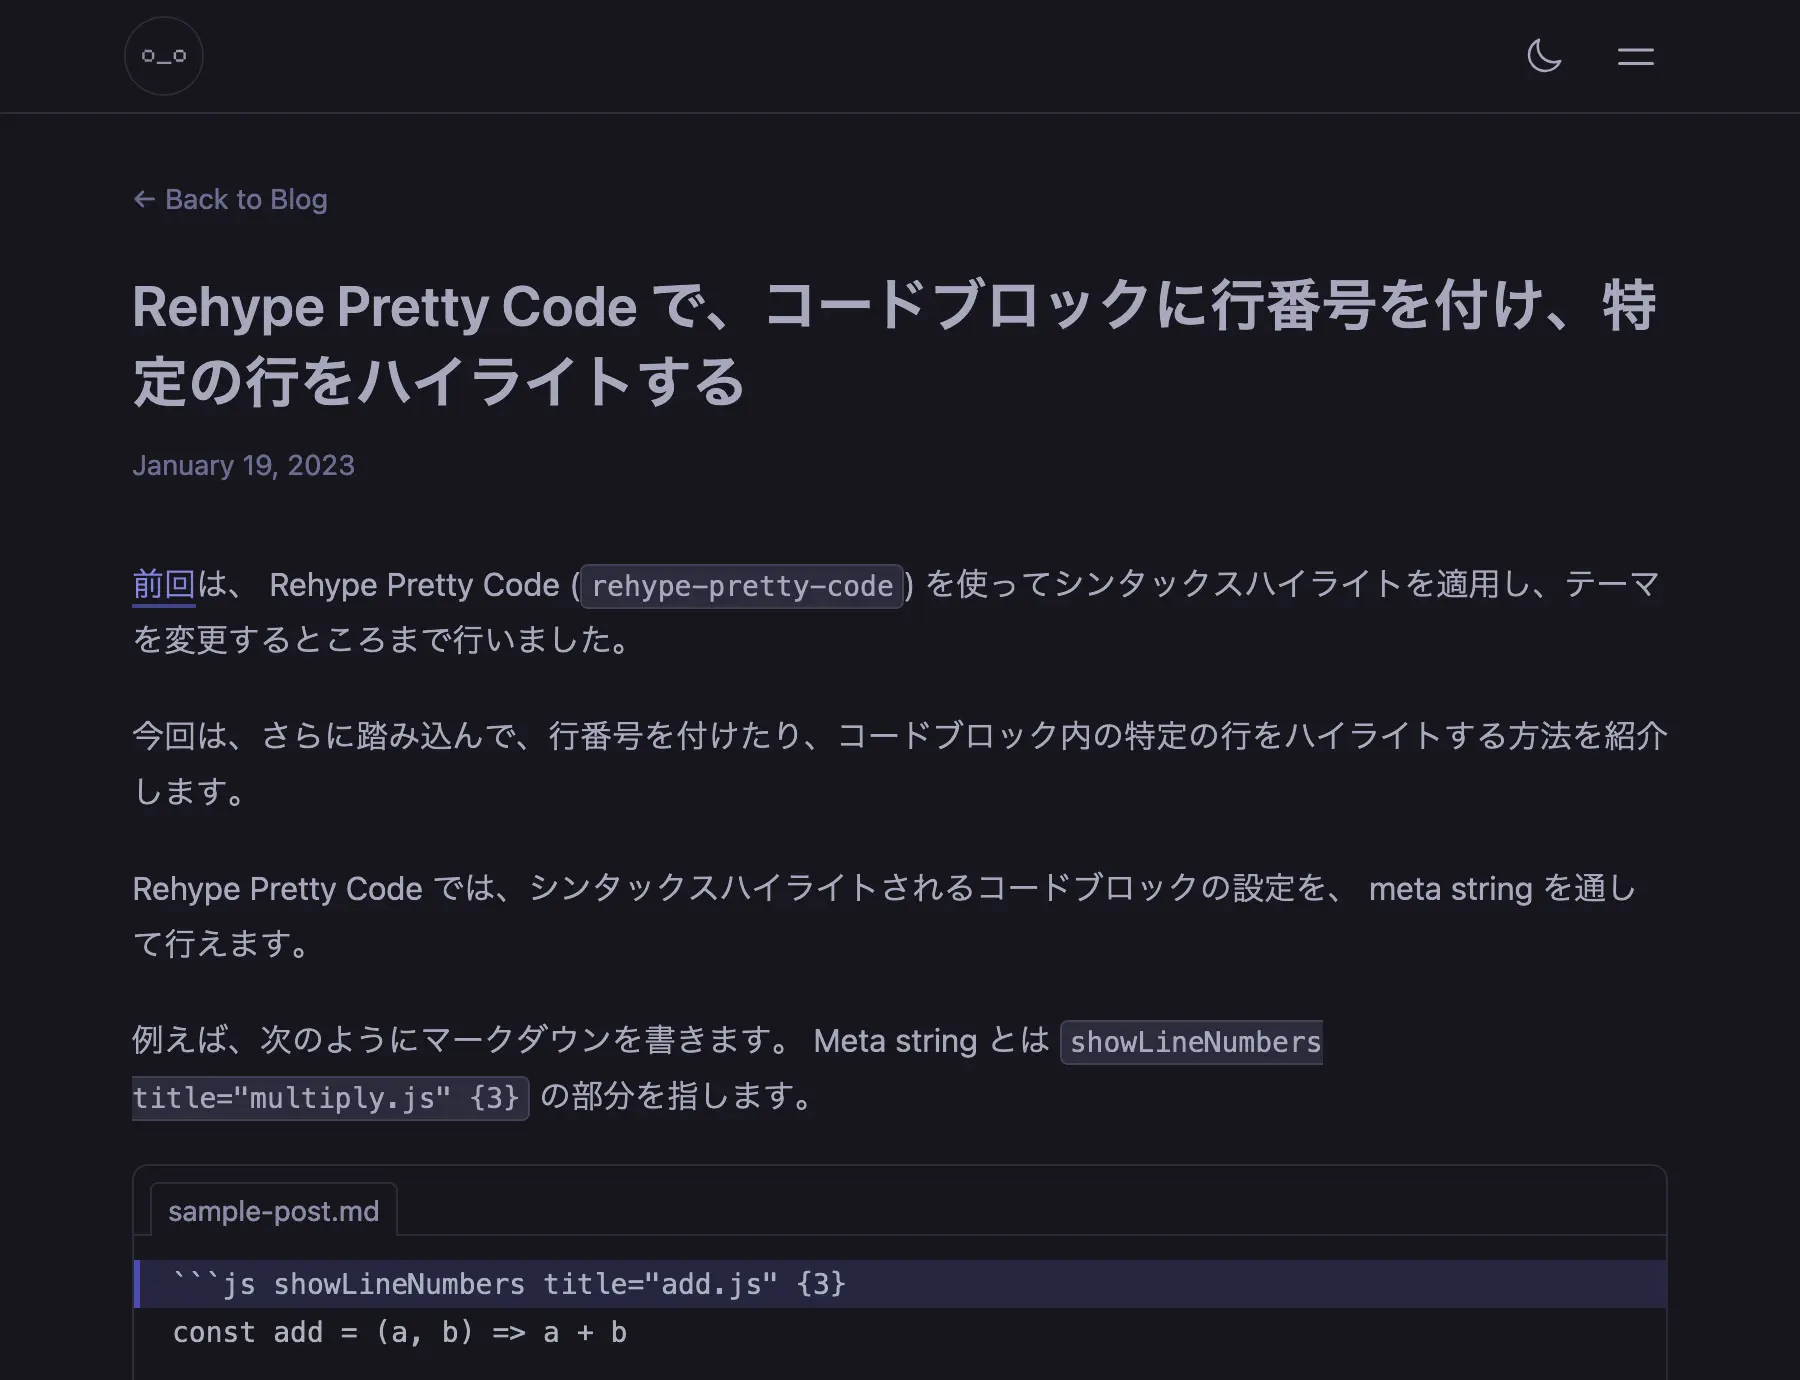 o_o
← Back to Blog
Rehype Pretty Code で、コードブロックに行番号を付け、特
定の行をハイライトする
January 19, 2023
前回は、 Rehype Pretty Code (rehype-pretty-code) を使ってシンタックスハイライトを適用し、テーマ
を変更するところまで行いました。
今回は、さらに踏み込んで、行番号を付けたり、コードブロック内の特定の行をハイライトする方法を紹介
します。
Rehype Pretty Code では、シンタックスハイライトされるコードブロックの設定を、 meta string を通し
て行えます。
例えば、次のようにマークダウンを書きます。 Meta string とは showLineNumbers
title="multiply.js" {3} の部分を指します。
sample-post.md
```js showLineNumbers title="add.js" {3}
const add = (a, b) => a + b